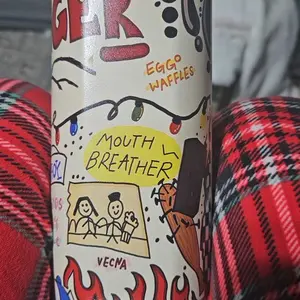 GER
EGGO
WAFFLES
MOUTH
BREATHER
VECNA